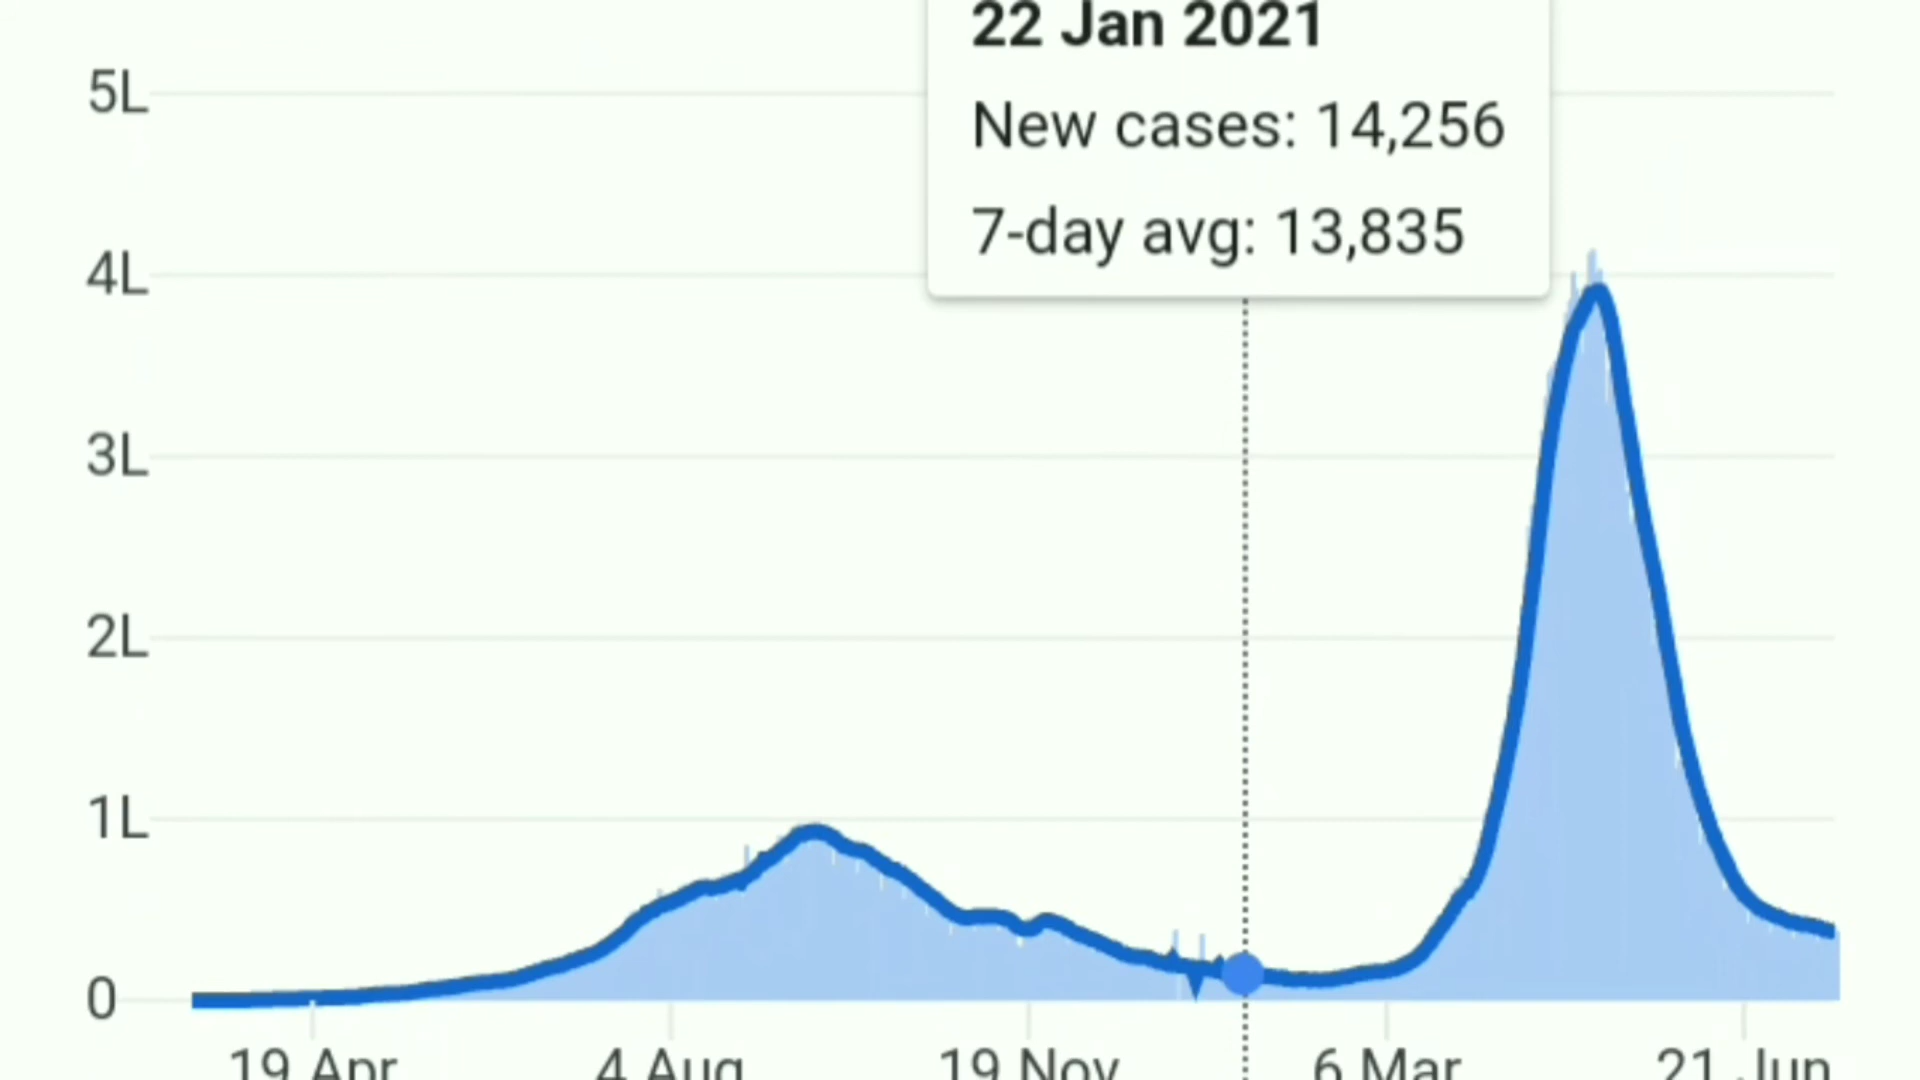 22 Jan 2021
New cases: 14,256
7-day avg: 13,835
5L
4L
3L
2L
1L
0
19 Apr
4 Aug
19 Nov
6 Mar
21 Jun